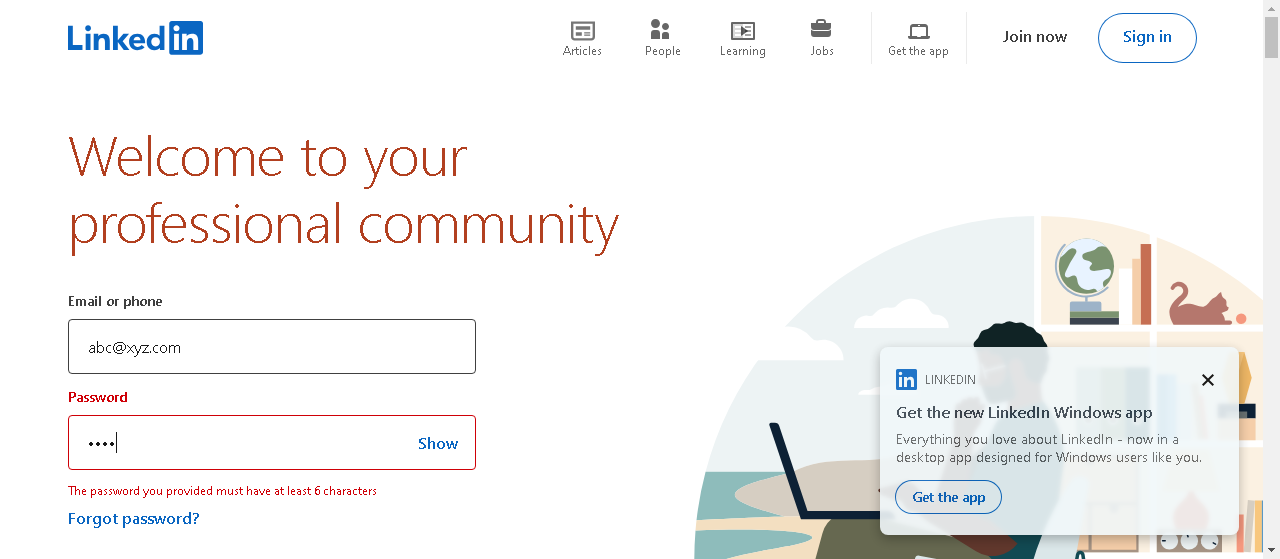 Linked in
Articles
People
Learning
Jobs
Get the app
Join now
Sign in
Welcome to your
professional community
Email or phone
abc@xyz.com
Password
••••
Show
The password you provided must have at least 6 characters
Forgot password?
in LINKEDIN
Get the new LinkedIn Windows app
Everything you love about LinkedIn - now in a
desktop app designed for Windows users like you.
Get the app